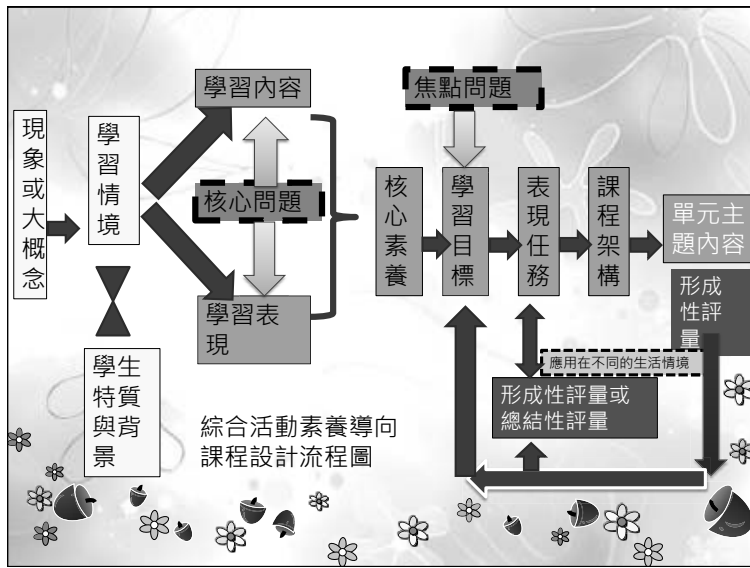 現象或大概念
學習情境
學生
特質
與背
景
學習內容
核心問題
學習表
現
焦點問題
核心素養
學習目標
表現任務
課程架構
單元主
題內容
形成
性評
量
應用在不同的生活情境
形成性評量或
總結性評量
綜合活動素養導向
課程設計流程圖